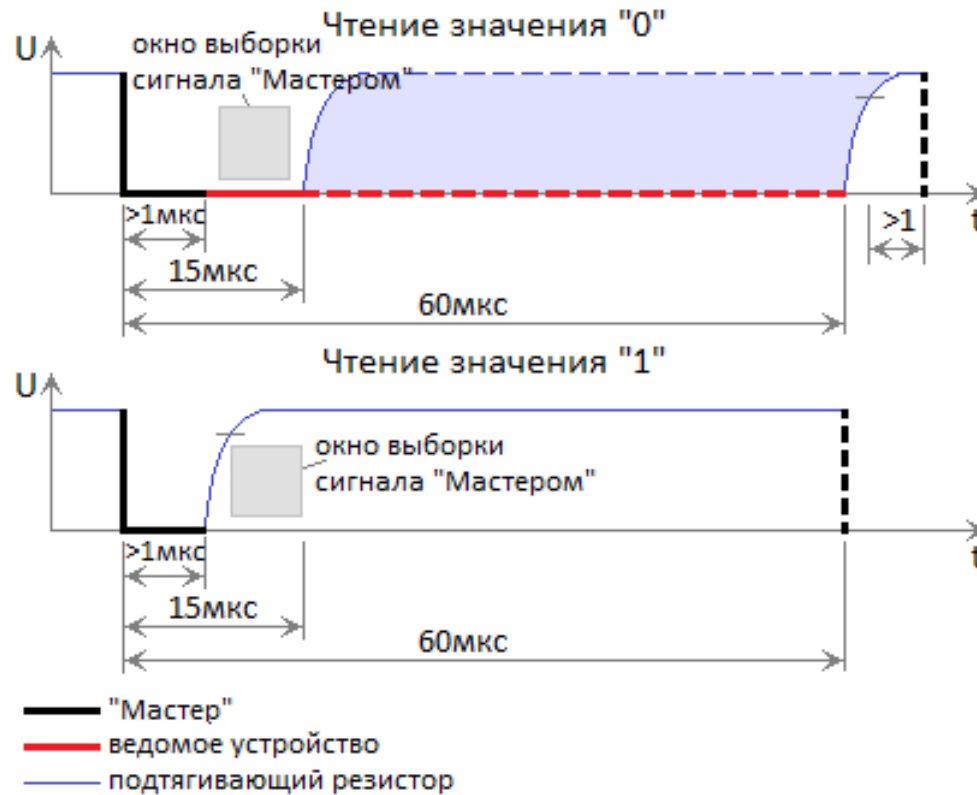 Чтение значения "0"
U
окно выборки
сигнала "Мастером"
>1мкс
>1
t
15мкс
60мкс
Чтение значения "1"
U
окно выборки
сигнала "Мастером"
t
>1мкс
15мкс
60мкс
"Мастер"
ведомое устройство
подтягивающий резистор